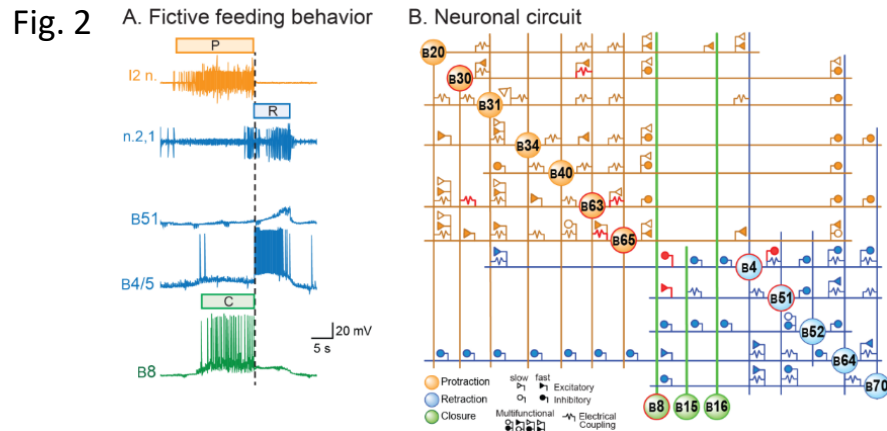 Fig. 2
A. Fictive feeding behavior
P
I2 n.
R
n.2,1
B51
B4/5
C
20 mV
5 s
B8
B. Neuronal circuit
B20
B30
B31
B34
B40
B63
B65
B4
B51
B52
B64
B70
B8
B15
B16
Protraction
Retraction
Closure
slow fast
Excitatory
Inhibitory
Multifunctional
Electrical
Coupling